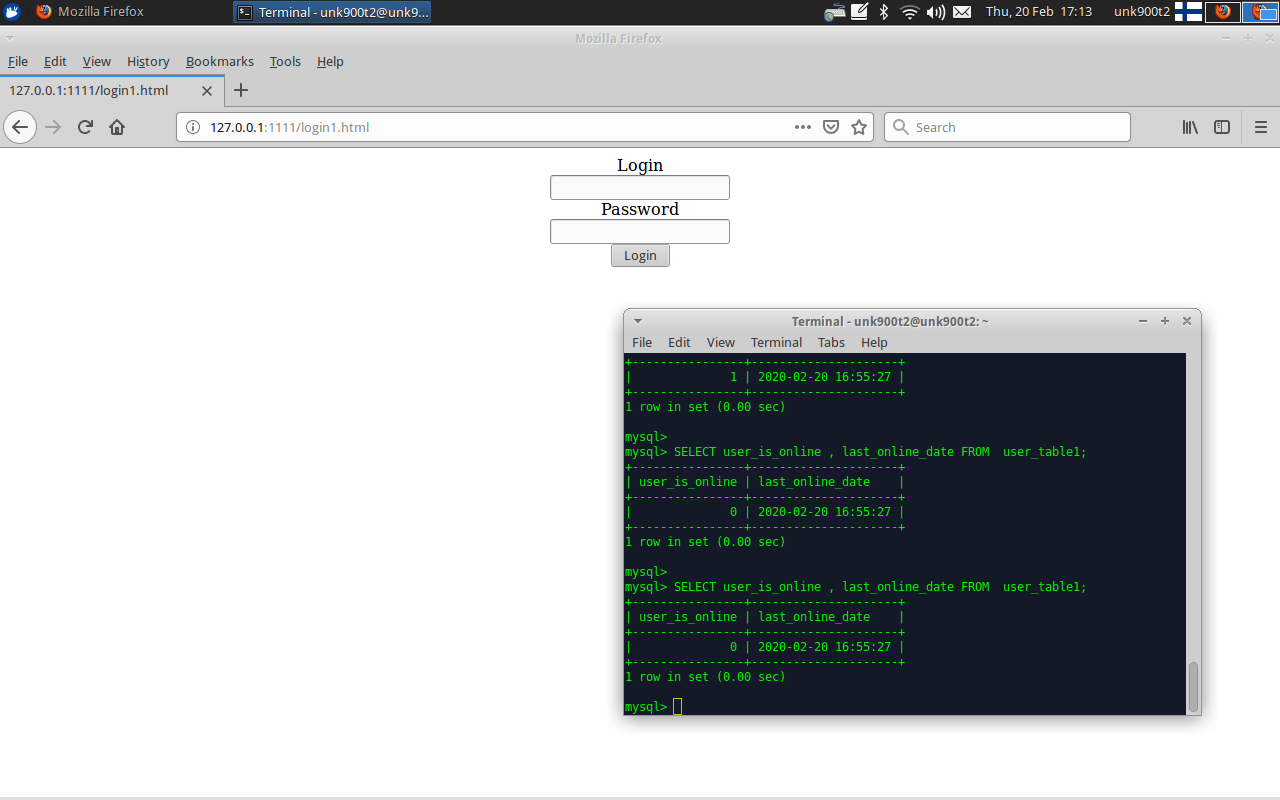 Mozilla Firefox Terminal - unk900t2@unk9... Thu, 20 Feb 17:13 unk900t2
Mozilla Firefox
File Edit View History Bookmarks Tools Help
127.0.0.1:1111/login1.html
127.0.0.1:1111/login1.html Search
Login
Password
Login
Terminal - unk900t2@unk900t2: ~
File Edit View Terminal Tabs Help
+----------------+---------------------+
|              1 | 2020-02-20 16:55:27 |
+----------------+---------------------+
1 row in set (0.00 sec)
mysql>
mysql> SELECT user_is_online , last_online_date FROM  user_table1;
+----------------+---------------------+
| user_is_online | last_online_date    |
+----------------+---------------------+
|              0 | 2020-02-20 16:55:27 |
+----------------+---------------------+
1 row in set (0.00 sec)
mysql>
mysql> SELECT user_is_online , last_online_date FROM  user_table1;
+----------------+---------------------+
| user_is_online | last_online_date    |
+----------------+---------------------+
|              0 | 2020-02-20 16:55:27 |
+----------------+---------------------+
1 row in set (0.00 sec)
mysql>